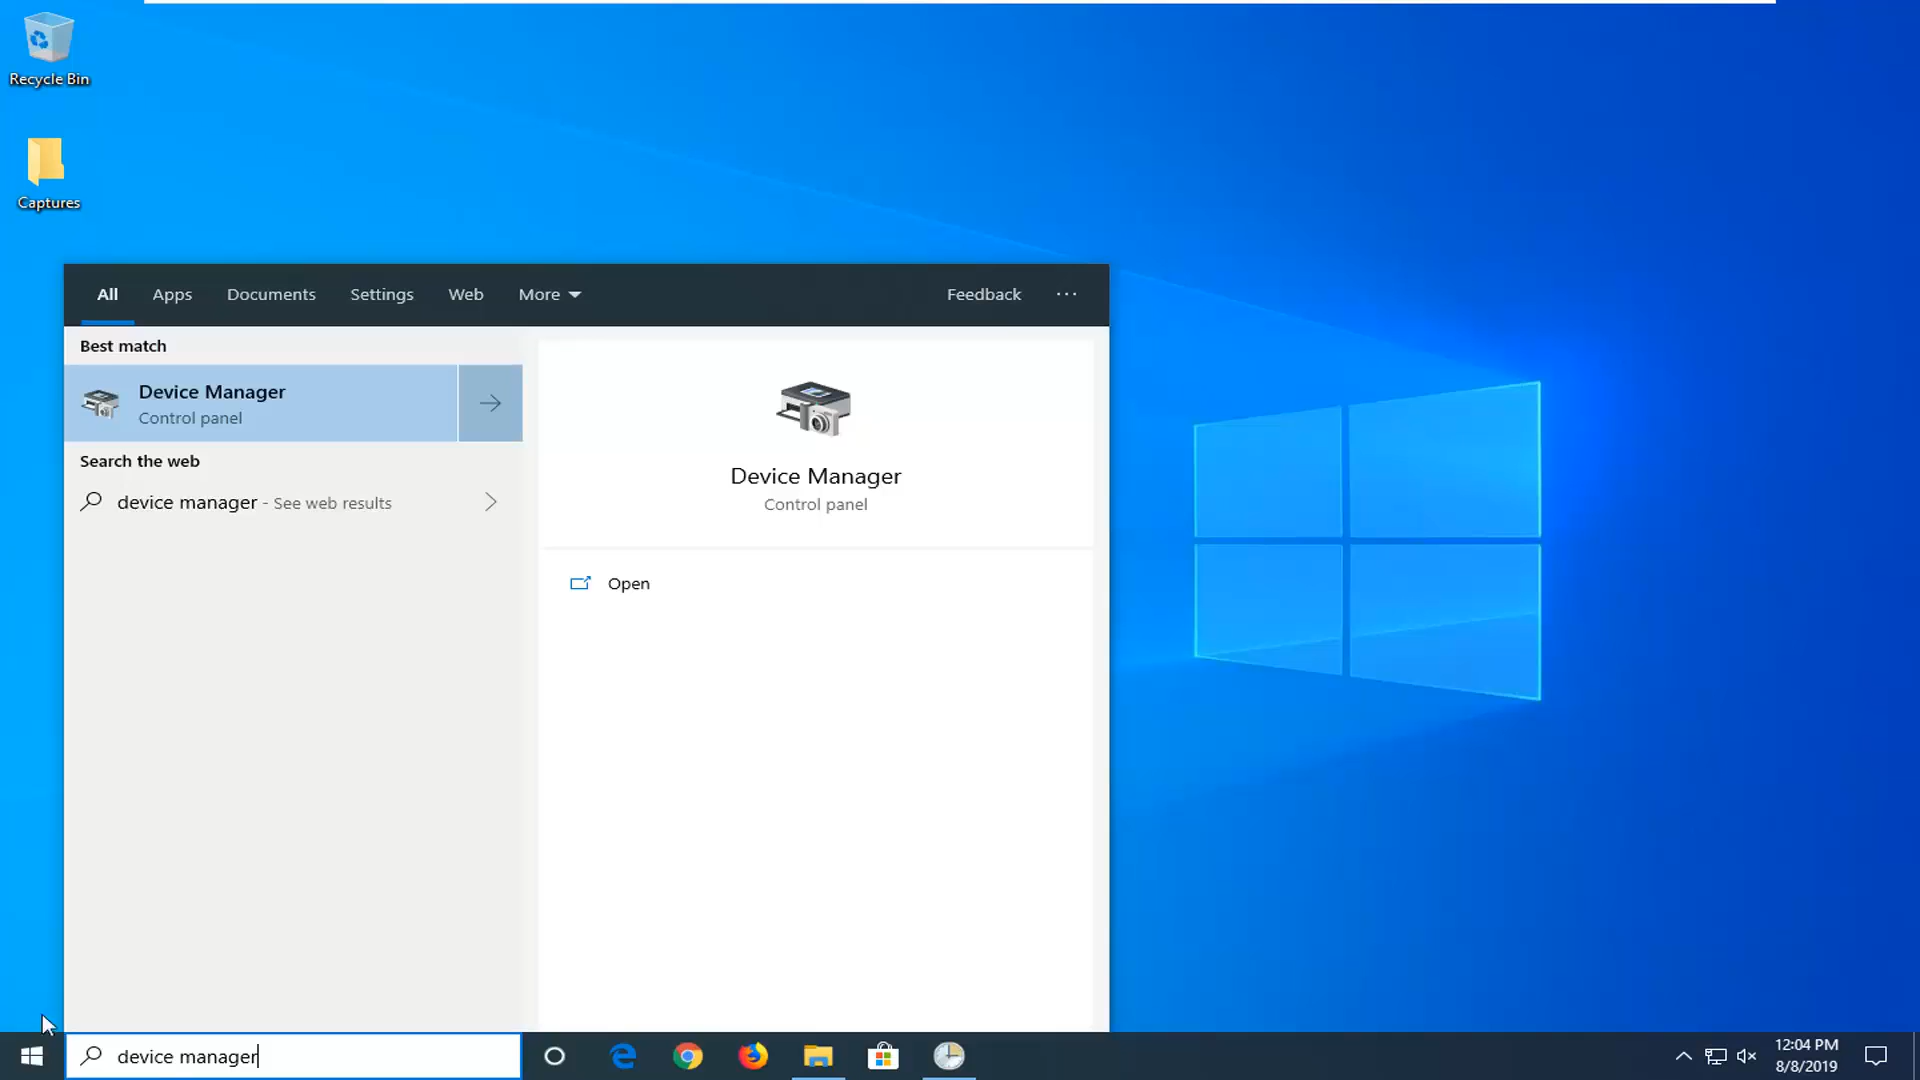 Recycle Bin
Captures
All Apps Documents Settings Web More Feedback ···
Best match
Device Manager
Control panel
Search the web
device manager - See web results
Device Manager
Control panel
Open
device manager
12:04 PM
8/8/2019